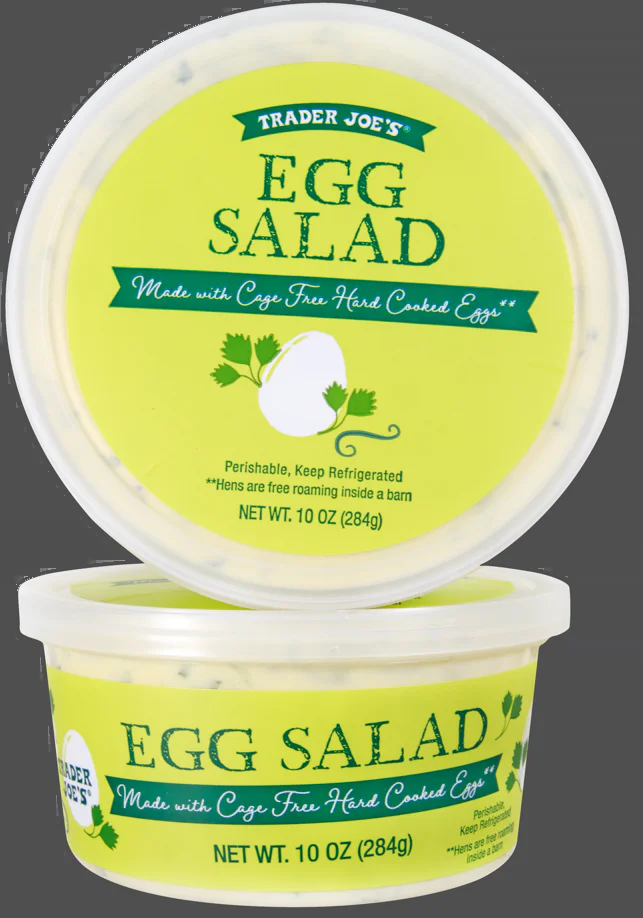 TRADER JOE'S®
EGG
SALAD
Made with Cage Free Hard Cooked Eggs**
Perishable, Keep Refrigerated
**Hens are free roaming inside a barn
NET WT. 10 OZ (284g)
EGG SALAD
TRADER
JOE'S®
Made with Cage Free Hard Cooked Eggs**
NET WT. 10 OZ (284g)
Perishable,
Keep Refrigerated
**Hens are free roaming
inside a barn